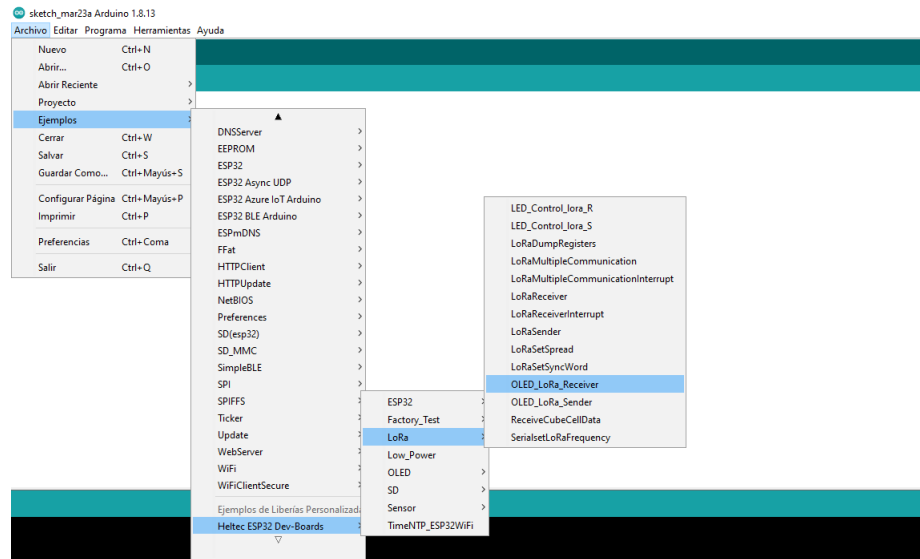 sketch_mar23a Arduino 1.8.13
Archivo Editar Programa Herramientas Ayuda
Nuevo Ctrl+N
Abrir... Ctrl+O
Abrir Reciente
Proyecto
Ejemplos
Cerrar Ctrl+W
Salvar Ctrl+S
Guardar Como... Ctrl+Mayús+S
Configurar Página Ctrl+Mayús+P
Imprimir Ctrl+P
Preferencias Ctrl+Coma
Salir Ctrl+Q
DNSServer
EEPROM
ESP32
ESP32 Async UDP
ESP32 Azure IoT Arduino
ESP32 BLE Arduino
ESPmDNS
FFat
HTTPClient
HTTPUpdate
NetBIOS
Preferences
SD(esp32)
SD_MMC
SimpleBLE
SPI
SPIFFS
Ticker
Update
WebServer
WiFi
WiFiClientSecure
Ejemplos de Liberías Personalizad
Heltec ESP32 Dev-Boards
ESP32
Factory_Test
LoRa
Low_Power
OLED
SD
Sensor
TimeNTP_ESP32WiFi
LED_Control_lora_R
LED_Control_lora_S
LoRaDumpRegisters
LoRaMultipleCommunication
LoRaMultipleCommunicationInterrupt
LoRaReceiver
LoRaReceiverInterrupt
LoRaSender
LoRaSetSpread
LoRaSetSyncWord
OLED_LoRa_Receiver
OLED_LoRa_Sender
ReceiveCubeCellData
SerialsetLoRaFrequency